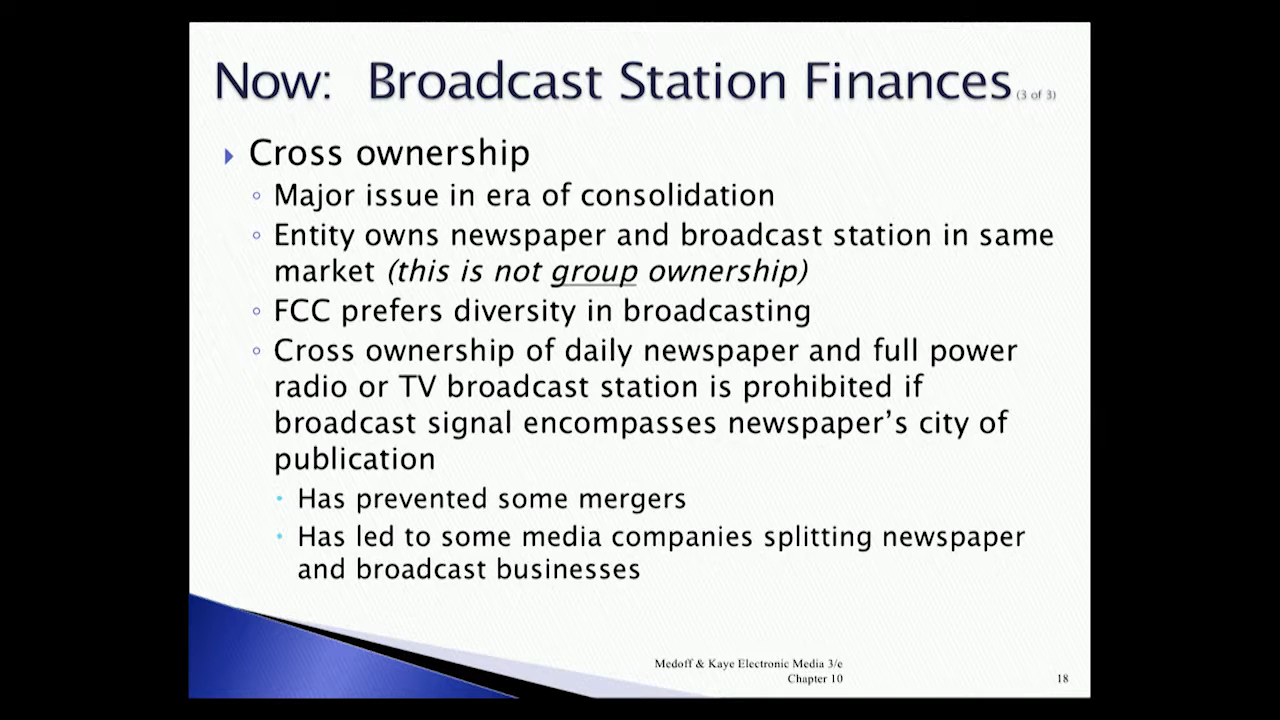 Now: Broadcast Station Finances (3 of 3)
Cross ownership
Major issue in era of consolidation
Entity owns newspaper and broadcast station in same
market (this is not group ownership)
FCC prefers diversity in broadcasting
Cross ownership of daily newspaper and full power
radio or TV broadcast station is prohibited if
broadcast signal encompasses newspaper’s city of
publication
Has prevented some mergers
Has led to some media companies splitting newspaper
and broadcast businesses
Medoff & Kaye Electronic Media 3/e
Chapter 10
18